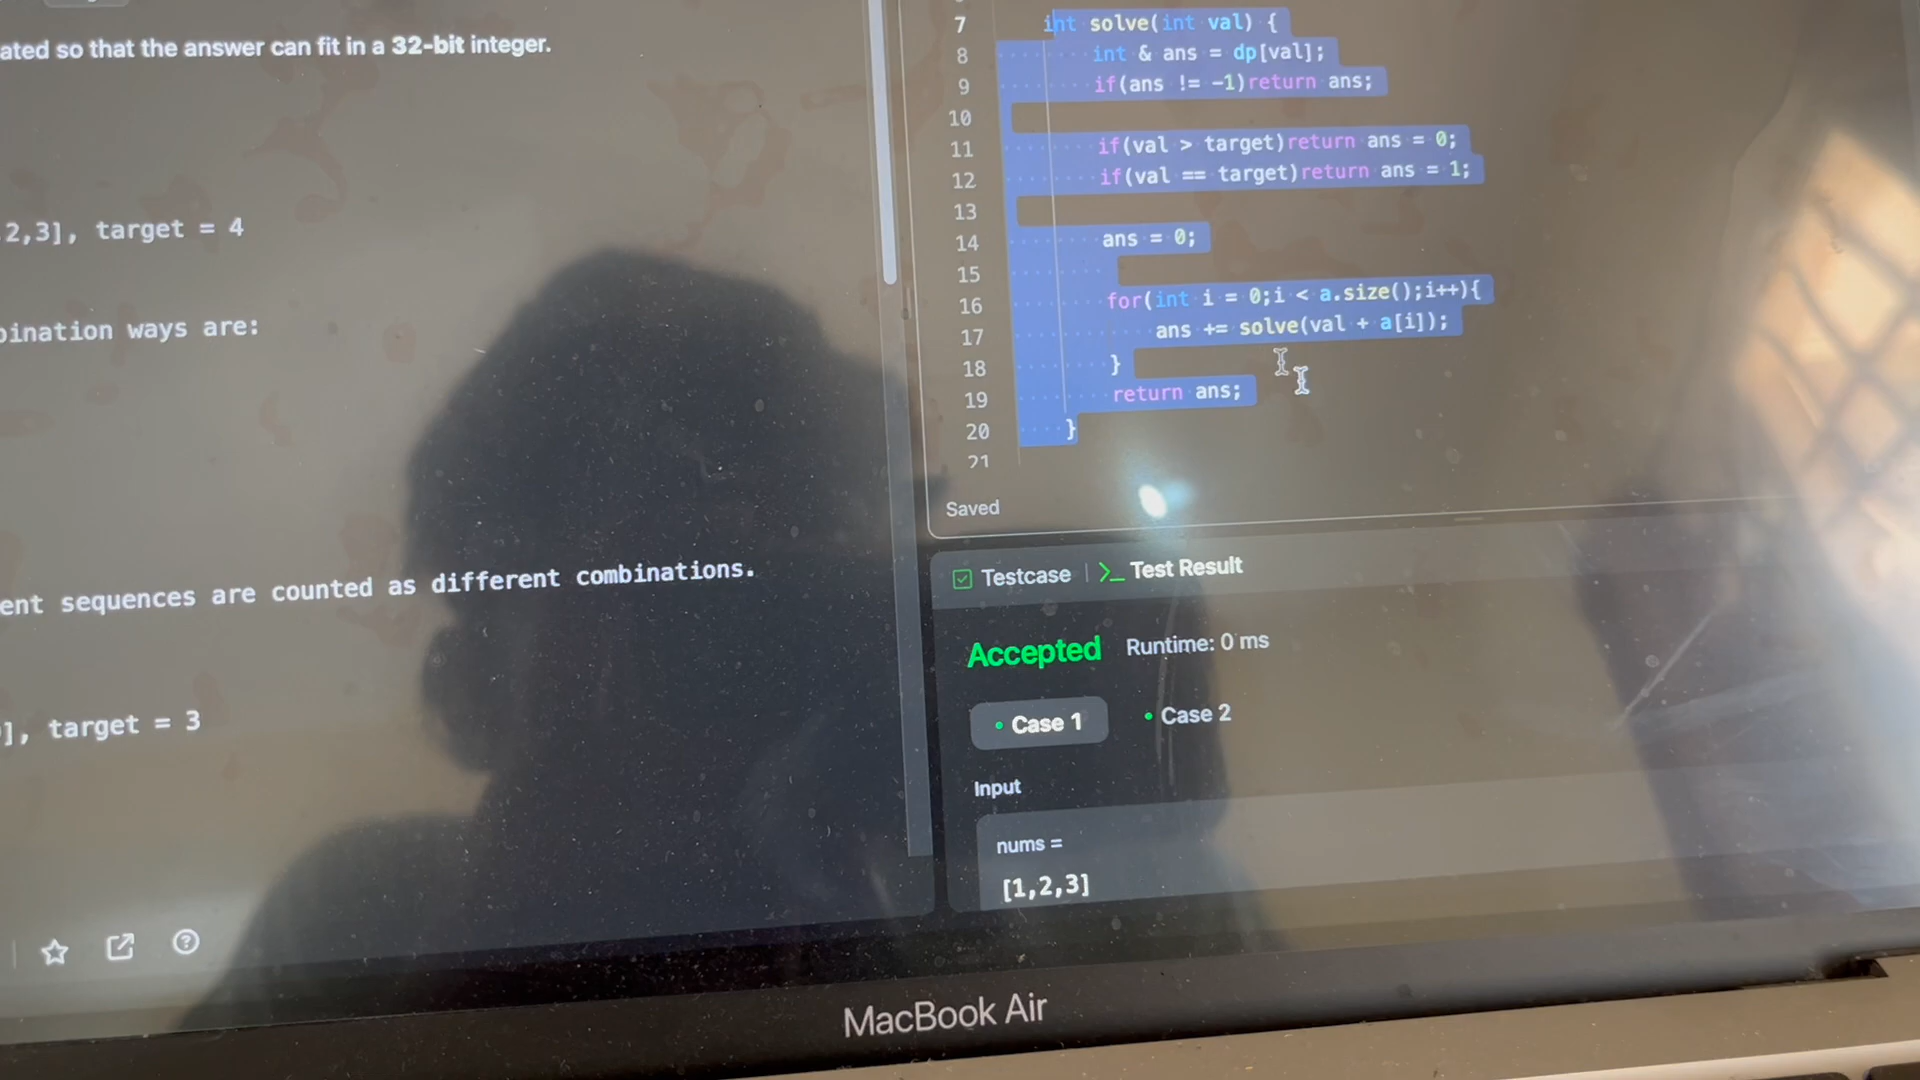 ated so that the answer can fit in a 32-bit integer.
2,3], target = 4
bination ways are:
ent sequences are counted as different combinations.
], target = 3
7 int solve(int val) {
8 int & ans = dp[val];
9 if(ans != -1)return ans;
10
11 if(val > target)return ans = 0;
12 if(val == target)return ans = 1;
13
14 ans = 0;
15
16 for(int i = 0;i < a.size();i++){
17 ans += solve(val + a[i]);
18 }
19 return ans;
20 }
21
Saved
Testcase | >_ Test Result
Accepted Runtime: 0 ms
• Case 1 • Case 2
Input
nums =
[1,2,3]
MacBook Air